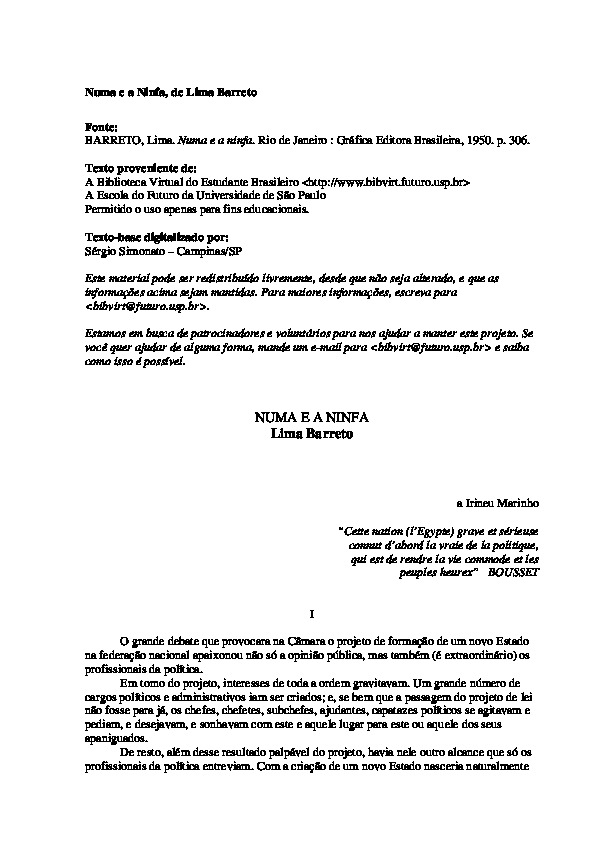 Numa e a Ninfa, de Lima Barreto
Fonte:
BARRETO, Lima. Numa e a ninfa. Rio de Janeiro : Gráfica Editora Brasileira, 1950. p. 306.
Texto proveniente de:
A Biblioteca Virtual do Estudante Brasileiro <http://www.bibvirt.futuro.usp.br>
A Escola do Futuro da Universidade de São Paulo
Permitido o uso apenas para fins educacionais.
Texto-base digitalizado por:
Sérgio Simonato – Campinas/SP
Este material pode ser redistribuído livremente, desde que não seja alterado, e que as
informações acima sejam mantidas. Para maiores informações, escreva para
<bibvirt@futuro.usp.br>.
Estamos em busca de patrocinadores e voluntários para nos ajudar a manter este projeto. Se
você quer ajudar de alguma forma, mande um e-mail para <bibvirt@futuro.usp.br> e saiba
como isso é possível.
NUMA E A NINFA
Lima Barreto
a Irineu Marinho
"Cette nation (l'Egypte) grave et sérieuse
connut d'abord la vraie de la politique,
qui est de rendre la vie commode et les
peuples heurex" BOUSSET
I
O grande debate que provocara na Câmara o projeto de formação de um novo Estado
na federação nacional apaixonou não só a opinião pública, mas também (é extraordinário) os
profissionais da política.
Em torno do projeto, interesses de toda a ordem gravitavam. Um grande número de
cargos políticos e administrativos iam ser criados; e, se bem que a passagem do projeto de lei
não fosse para já, os chefes, chefetes, subchefes, ajudantes, capatazes políticos se agitavam e
pediam, e desejavam, e sonhavam com este e aquele lugar para este ou aquele dos seus
apaniguados.
De resto, além desse resultado palpável do projeto, havia nele outro alcance que só os
profissionais da política entreviam. Com a criação de um novo Estado nasceria naturalmente